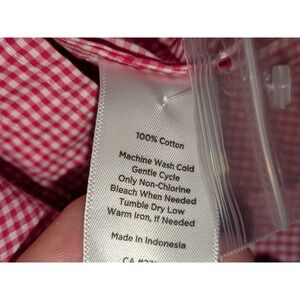 100% Cotton
Machine Wash Cold
Gentle Cycle
Only Non-Chlorine
Bleach When Needed
Tumble Dry Low
Warm Iron, If Needed
Made in Indonesia